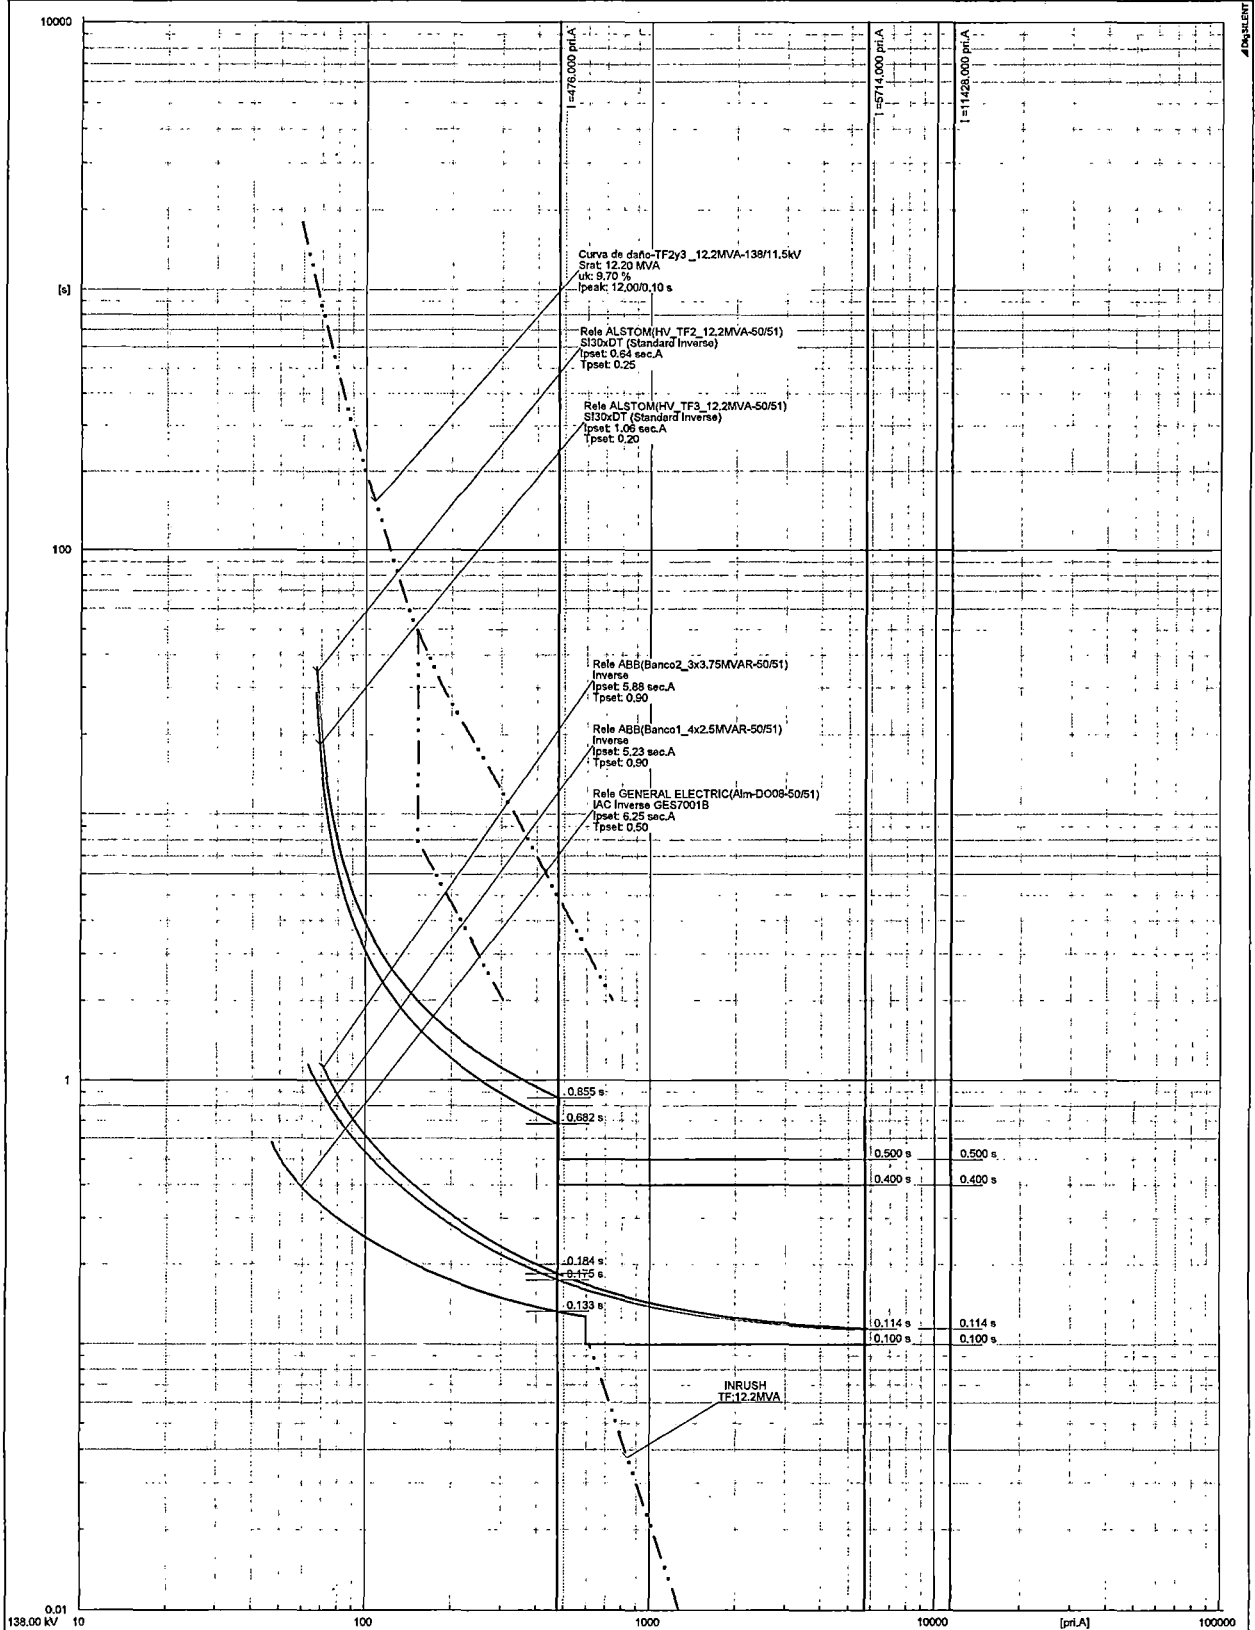 DIgSILENT
10000
I =476.000 pri.A
I =5714.000 pri.A
I =11428.000 pri.A
Curva de daño-TF2y3_12.2MVA-138/11.5kV
Srat: 12.20 MVA
uk: 9.70 %
Ipeak: 12.00/0.10 s
[s]
Rele ALSTOM(HV_TF2_12.2MVA-50/51)
SI30xDT (Standard Inverse)
Ipset: 0.64 sec.A
Tpset: 0.25
Rele ALSTOM(HV_TF3_12.2MVA-50/51)
SI30xDT (Standard Inverse)
Ipset: 1.06 sec.A
Tpset: 0.20
100
Rele ABB(Banco2_3x3.75MVAR-50/51)
Inverse
Ipset: 5.88 sec.A
Tpset: 0.90
Rele ABB(Banco1_4x2.5MVAR-50/51)
Inverse
Ipset: 5.23 sec.A
Tpset: 0.90
Rele GENERAL ELECTRIC(Alm-DO08-50/51)
IAC Inverse GES7001B
Ipset: 6.25 sec.A
Tpset: 0.50
1
0.855 s
0.682 s
0.500 s
0.500 s
0.400 s
0.400 s
0.184 s
0.175 s
0.133 s
0.114 s
0.114 s
0.100 s
0.100 s
INRUSH
TF:12.2MVA
0.01
138.00 kV
10
100
1000
10000
[pri.A]
100000